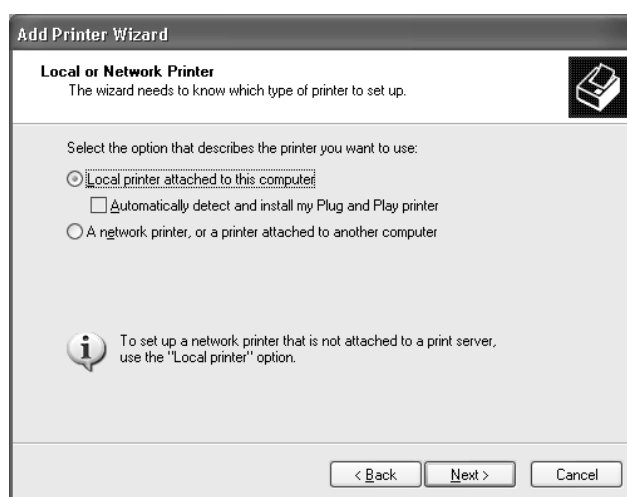 Add Printer Wizard
Local or Network Printer
The wizard needs to know which type of printer to set up.
Select the option that describes the printer you want to use:
Local printer attached to this computer
Automatically detect and install my Plug and Play printer
A network printer, or a printer attached to another computer
To set up a network printer that is not attached to a print server,
use the "Local printer" option.
< Back Next > Cancel